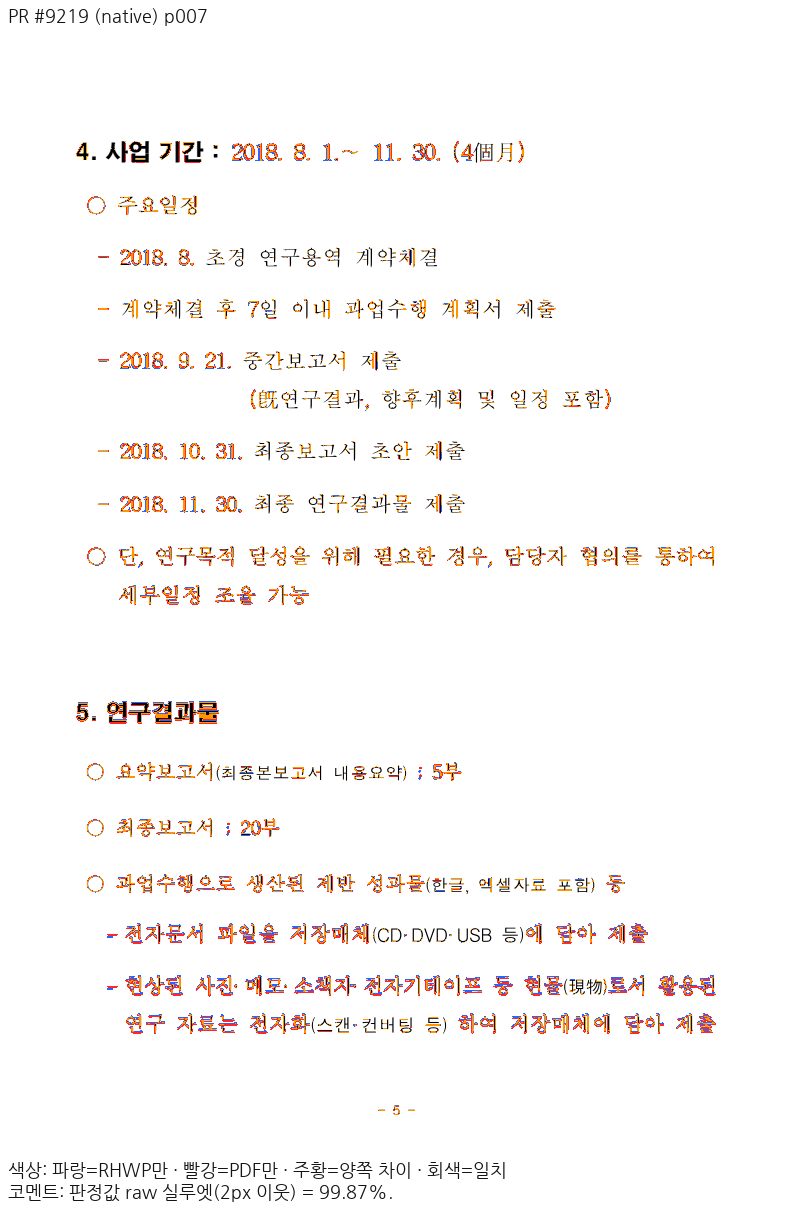 PR #9219 (native) p007
4. 사업 기간 : 2018. 8. 1.~ 11. 30. (4個月)
○ 주요일정
- 2018. 8. 초경 연구용역 계약체결
- 계약체결 후 7일 이내 과업수행 계획서 제출
- 2018. 9. 21. 중간보고서 제출
(旣연구결과, 향후계획 및 일정 포함)
- 2018. 10. 31. 최종보고서 초안 제출
- 2018. 11. 30. 최종 연구결과물 제출
○ 단, 연구목적 달성을 위해 필요한 경우, 담당자 협의를 통하여
세부일정 조율 가능
5. 연구결과물
○ 요약보고서(최종본보고서 내용요약) : 5부
○ 최종보고서 : 20부
○ 과업수행으로 생산된 제반 성과물(한글, 엑셀자료 포함) 등
- 전자문서 파일을 저장매체(CD·DVD·USB 등)에 담아 제출
- 현상된 사진·메모·소책자·전자기테이프 등 현물(現物)로서 활용된
연구 자료는 전자화(스캔·컨버팅 등) 하여 저장매체에 담아 제출
- 5 -
색상: 파랑=RHWP만 · 빨강=PDF만 · 주황=양쪽 차이 · 회색=일치
코멘트: 판정값 raw 실루엣(2px 이웃) = 99.87%.